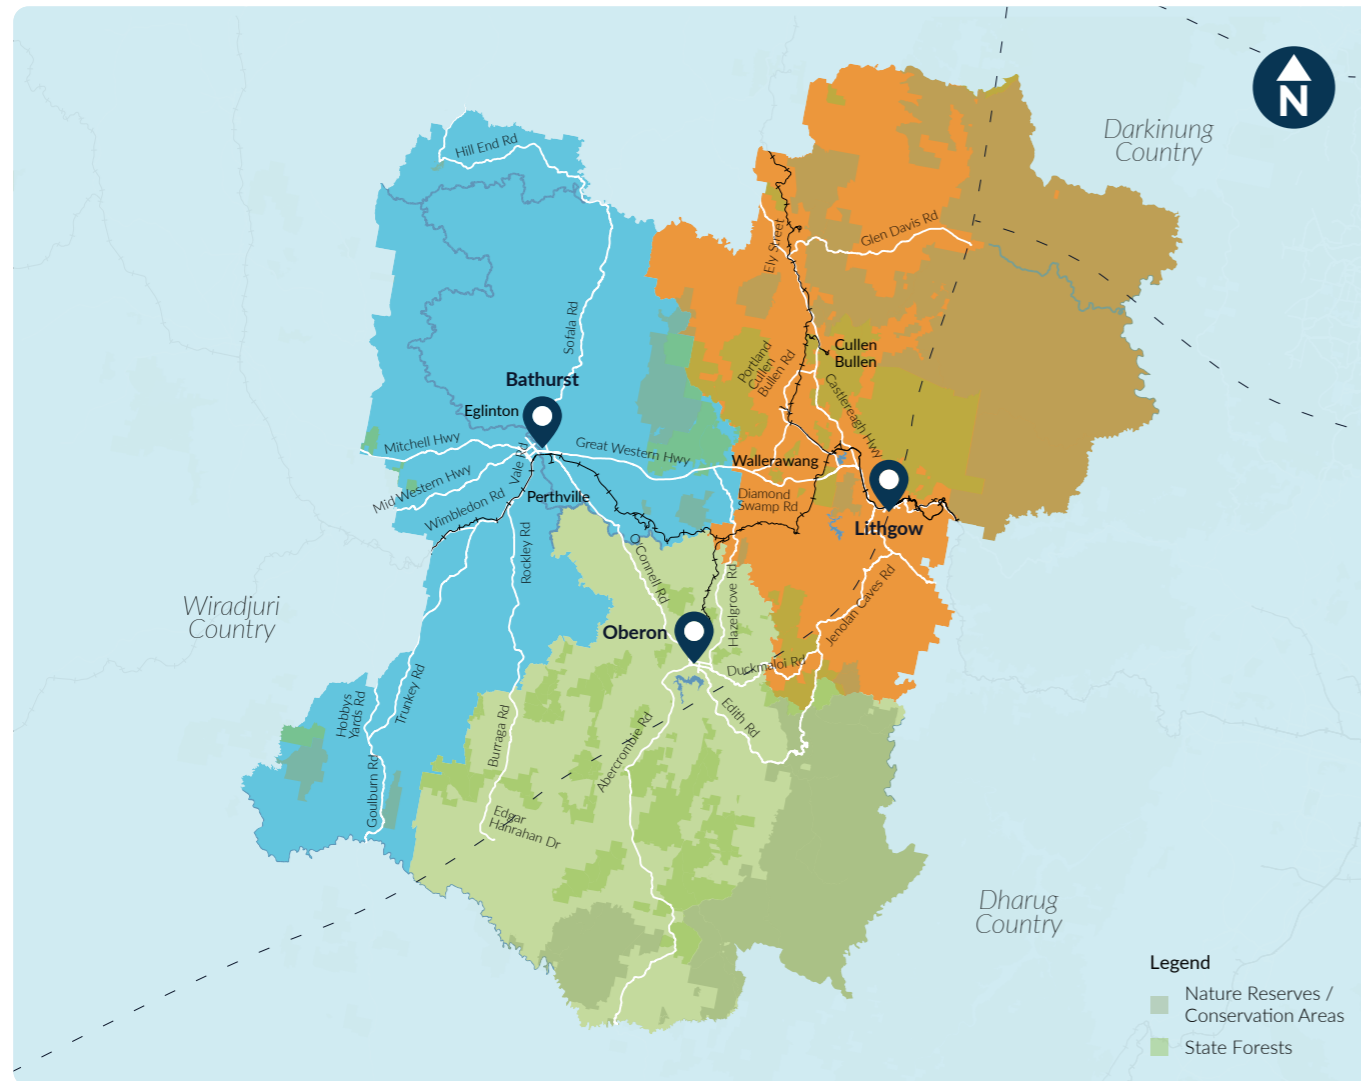 N
Darkinung
Country
Hill End Rd
Glen Davis Rd
Ely Street
Sofala Rd
Cullen
Bullen
Portland
Cullen
Bullen Rd
Bathurst
Castlereagh Hwy
Eglinton
Mitchell Hwy
Great Western Hwy
Vale Rd
Wallerawang
Mid Western Hwy
Perthville
Diamond
Swamp Rd
Wimbledon Rd
Lithgow
Rockley Rd
O'Connell Rd
Hazelgrove Rd
Jenolan Caves Rd
Wiradjuri
Country
Oberon
Duckmaloi Rd
Trunkey Rd
Hobbys
Yards Rd
Edith Rd
Burraga Rd
Abercrombie Rd
Goulburn Rd
Edgar
Hanrahan Dr
Dharug
Country
Legend
Nature Reserves /
Conservation Areas
State Forests